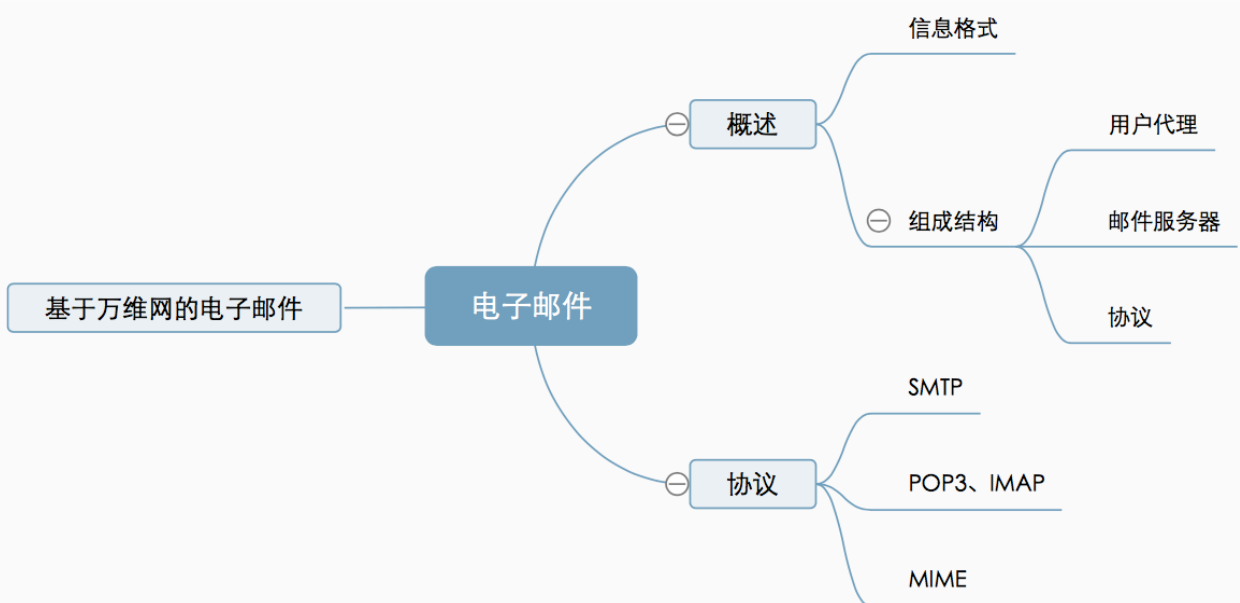 信息格式
概述
用户代理
组成结构
邮件服务器
基于万维网的电子邮件
电子邮件
协议
SMTP
协议
POP3、IMAP
MIME